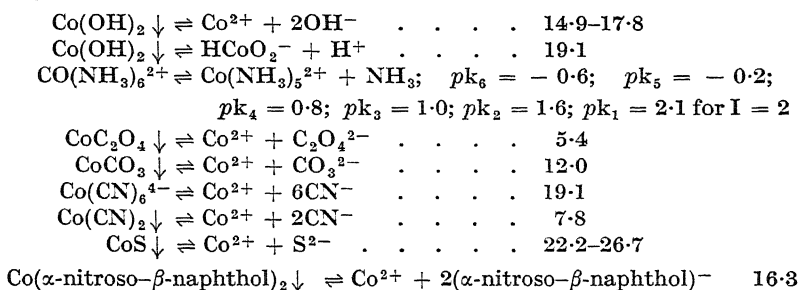 Co(OH)₂ ↓ ⇌ Co²⁺ + 2OH⁻ . . . . 14·9–17·8
Co(OH)₂ ↓ ⇌ HCoO₂⁻ + H⁺ . . . . 19·1
CO(NH₃)₆²⁺ ⇌ Co(NH₃)₅²⁺ + NH₃; pk₆ = − 0·6; pk₅ = − 0·2;
pk₄ = 0·8; pk₃ = 1·0; pk₂ = 1·6; pk₁ = 2·1 for I = 2
CoC₂O₄ ↓ ⇌ Co²⁺ + C₂O₄²⁻ . . . . 5·4
CoCO₃ ↓ ⇌ Co²⁺ + CO₃²⁻ . . . . 12·0
Co(CN)₆⁴⁻ ⇌ Co²⁺ + 6CN⁻ . . . . 19·1
Co(CN)₂ ↓ ⇌ Co²⁺ + 2CN⁻ . . . . 7·8
CoS ↓ ⇌ Co²⁺ + S²⁻ . . . . . 22·2–26·7
Co(α-nitroso–β-naphthol)₂ ↓ ⇌ Co²⁺ + 2(α-nitroso–β-naphthol)⁻ 16·3